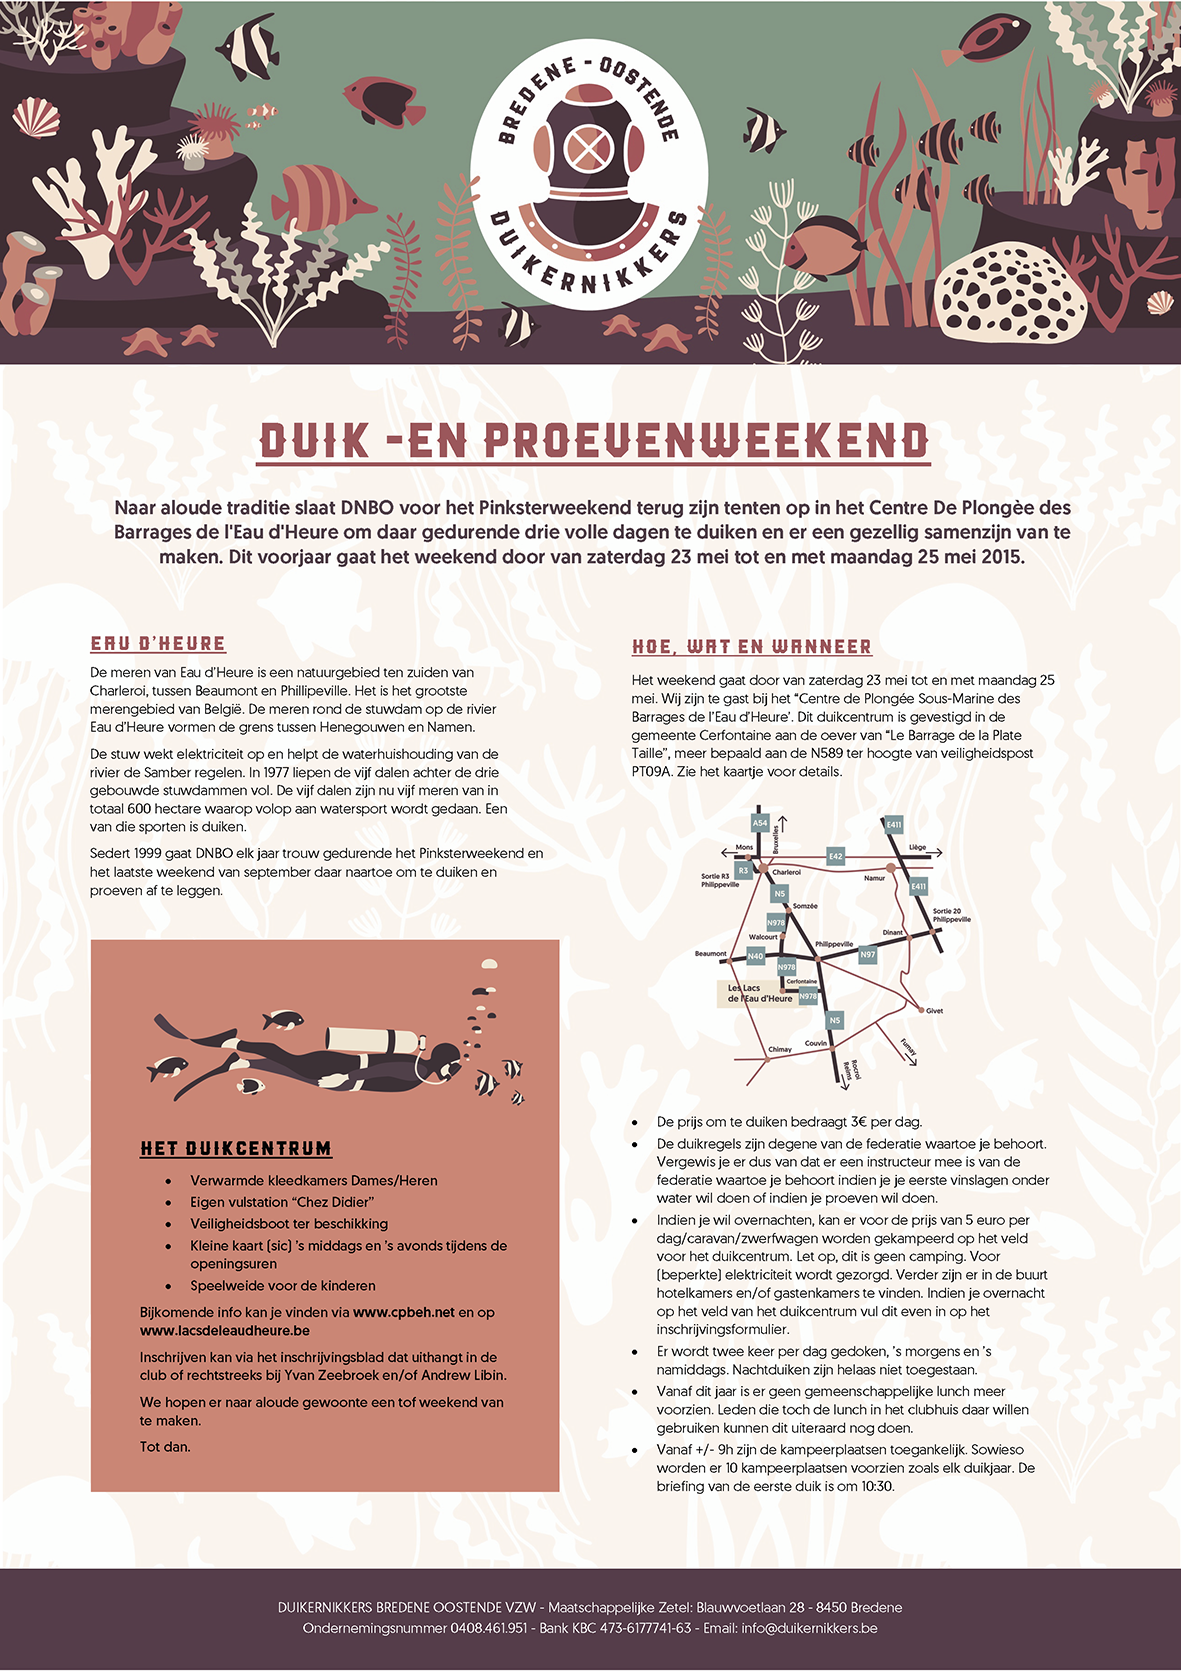 BREDENE - OOSTENDE
DUIKERNIKKERS
DUIK -EN PROEVENWEEKEND
Naar aloude traditie slaat DNBO voor het Pinksterweekend terug zijn tenten op in het Centre De Plongèe des
Barrages de l'Eau d'Heure om daar gedurende drie volle dagen te duiken en er een gezellig samenzijn van te
maken. Dit voorjaar gaat het weekend door van zaterdag 23 mei tot en met maandag 25 mei 2015.
EAU D'HEURE
De meren van Eau d'Heure is een natuurgebied ten zuiden van
Charleroi, tussen Beaumont en Phillipeville. Het is het grootste
merengebied van België. De meren rond de stuwdam op de rivier
Eau d'Heure vormen de grens tussen Henegouwen en Namen.
De stuw wekt elektriciteit op en helpt de waterhuishouding van de
rivier de Samber regelen. In 1977 liepen de vijf dalen achter de drie
gebouwde stuwdammen vol. De vijf dalen zijn nu vijf meren van in
totaal 600 hectare waarop volop aan watersport wordt gedaan. Een
van die sporten is duiken.
Sedert 1999 gaat DNBO elk jaar trouw gedurende het Pinksterweekend en
het laatste weekend van september daar naartoe om te duiken en
proeven af te leggen.
HET DUIKCENTRUM
• Verwarmde kleedkamers Dames/Heren
• Eigen vulstation “Chez Didier”
• Veiligheidsboot ter beschikking
• Kleine kaart (sic) 's middags en 's avonds tijdens de
openingsuren
• Speelweide voor de kinderen
Bijkomende info kan je vinden via www.cpbeh.net en op
www.lacsdeleaudheure.be
Inschrijven kan via het inschrijvingsblad dat uithangt in de
club of rechtstreeks bij Yvan Zeebroek en/of Andrew Libin.
We hopen er naar aloude gewoonte een tof weekend van
te maken.
Tot dan.
HOE, WAT EN WANNEER
Het weekend gaat door van zaterdag 23 mei tot en met maandag 25
mei. Wij zijn te gast bij het “Centre de Plongée Sous-Marine des
Barrages de l'Eau d'Heure'. Dit duikcentrum is gevestigd in de
gemeente Cerfontaine aan de oever van “Le Barrage de la Plate
Taille”, meer bepaald aan de N589 ter hoogte van veiligheidspost
PT09A. Zie het kaartje voor details.
A54
Bruxelles
E411
Mons
E42
Liège
R3
Charleroi
Sortie R3
Philippeville
Namur
E411
N5
Somzée
Sortie 20
Philippeville
N978
Walcourt
Dinant
Philippeville
Beaumont
N40
N97
N978
Cerfontaine
Les Lacs
de l'Eau d'Heure
N978
Givet
N5
Couvin
Chimay
Fumay
Rocroi
Reims
• De prijs om te duiken bedraagt 3€ per dag.
• De duikregels zijn degene van de federatie waartoe je behoort.
Vergewis je er dus van dat er een instructeur mee is van de
federatie waartoe je behoort indien je je eerste vinslagen onder
water wil doen of indien je proeven wil doen.
• Indien je wil overnachten, kan er voor de prijs van 5 euro per
dag/caravan/zwerfwagen worden gekampeerd op het veld
voor het duikcentrum. Let op, dit is geen camping. Voor
(beperkte) elektriciteit wordt gezorgd. Verder zijn er in de buurt
hotelkamers en/of gastenkamers te vinden. Indien je overnacht
op het veld van het duikcentrum vul dit even in op het
inschrijvingsformulier.
• Er wordt twee keer per dag gedoken, 's morgens en 's
namiddags. Nachtduiken zijn helaas niet toegestaan.
• Vanaf dit jaar is er geen gemeenschappelijke lunch meer
voorzien. Leden die toch de lunch in het clubhuis daar willen
gebruiken kunnen dit uiteraard nog doen.
• Vanaf +/- 9h zijn de kampeerplaatsen toegankelijk. Sowieso
worden er 10 kampeerplaatsen voorzien zoals elk duikjaar. De
briefing van de eerste duik is om 10:30.
DUIKERNIKKERS BREDENE OOSTENDE VZW - Maatschappelijke Zetel: Blauwvoetlaan 28 - 8450 Bredene
Ondernemingsnummer 0408.461.951 - Bank KBC 473-6177741-63 - Email: info@duikernikkers.be